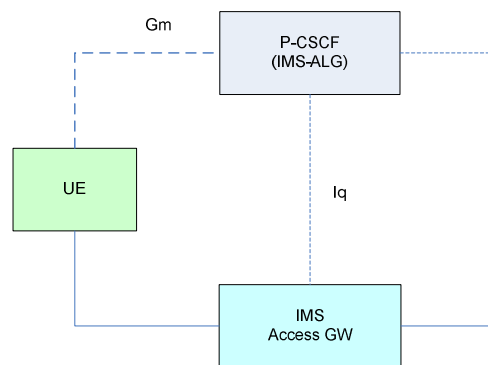 Gm
P-CSCF
(IMS-ALG)
UE
Iq
IMS
Access GW